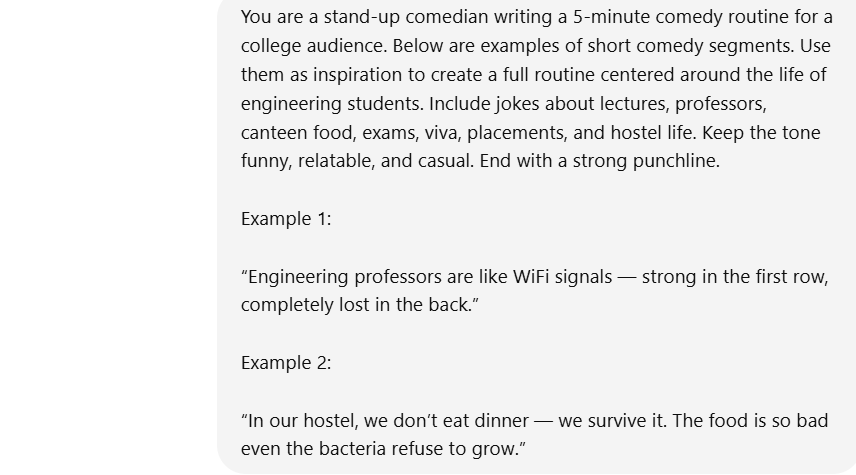 You are a stand-up comedian writing a 5-minute comedy routine for a
college audience. Below are examples of short comedy segments. Use
them as inspiration to create a full routine centered around the life of
engineering students. Include jokes about lectures, professors,
canteen food, exams, viva, placements, and hostel life. Keep the tone
funny, relatable, and casual. End with a strong punchline.
Example 1:
“Engineering professors are like WiFi signals — strong in the first row,
completely lost in the back.”
Example 2:
“In our hostel, we don’t eat dinner — we survive it. The food is so bad
even the bacteria refuse to grow.”